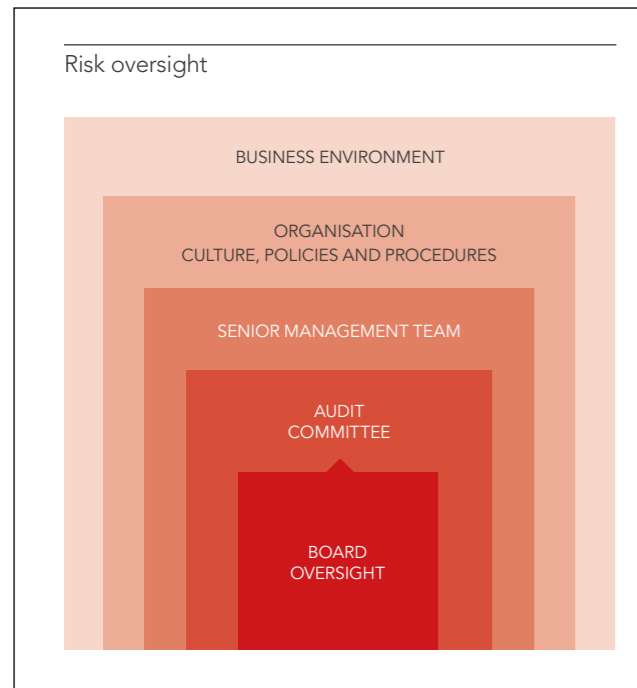 Risk oversight
BUSINESS ENVIRONMENT
ORGANISATION
CULTURE, POLICIES AND PROCEDURES
SENIOR MANAGEMENT TEAM
AUDIT
COMMITTEE
BOARD
OVERSIGHT